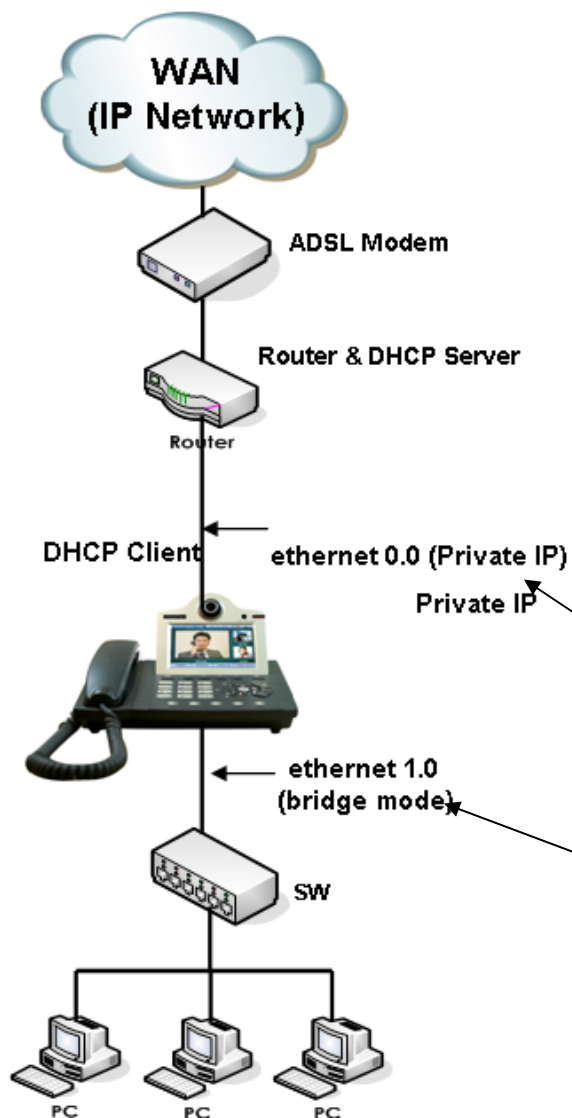 WAN
(IP Network)
ADSL Modem
Router & DHCP Server
Router
DHCP Client
ethernet 0.0 (Private IP)
Private IP
ethernet 1.0
(bridge mode)
SW
PC
PC
PC